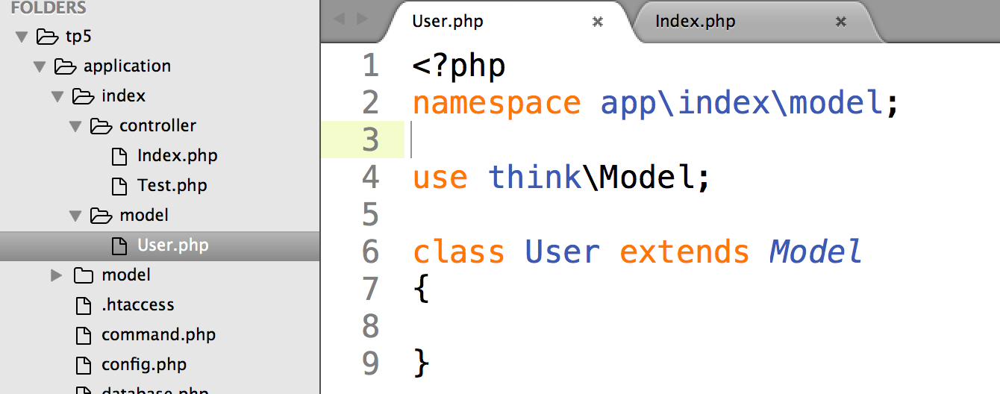 FOLDERS
tp5
application
index
controller
Index.php
Test.php
model
User.php
model
.htaccess
command.php
config.php
database.php
User.php × Index.php ×
1 <?php
2 namespace app\index\model;
3
4 use think\Model;
5
6 class User extends Model
7 {
8
9 }